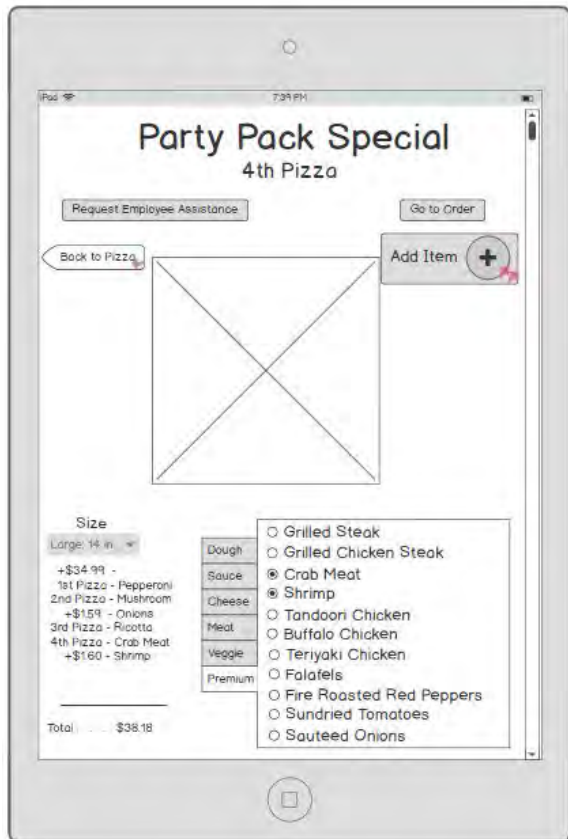 iPad
7:39 PM
Party Pack Special
4th Pizza
Request Employee Assistance
Go to Order
Back to Pizza
Add Item
Size
Large: 14 in.
+$34.99 -
1st Pizza - Pepperoni
2nd Pizza - Mushroom
+$1.59 - Onions
3rd Pizza - Ricotta
4th Pizza - Crab Meat
+$1.60 - Shrimp
Total . . . . . $38.18
Dough
Sauce
Cheese
Meat
Veggie
Premium
Grilled Steak
Grilled Chicken Steak
Crab Meat
Shrimp
Tandoori Chicken
Buffalo Chicken
Teriyaki Chicken
Falafels
Fire Roasted Red Peppers
Sundried Tomatoes
Sauteed Onions